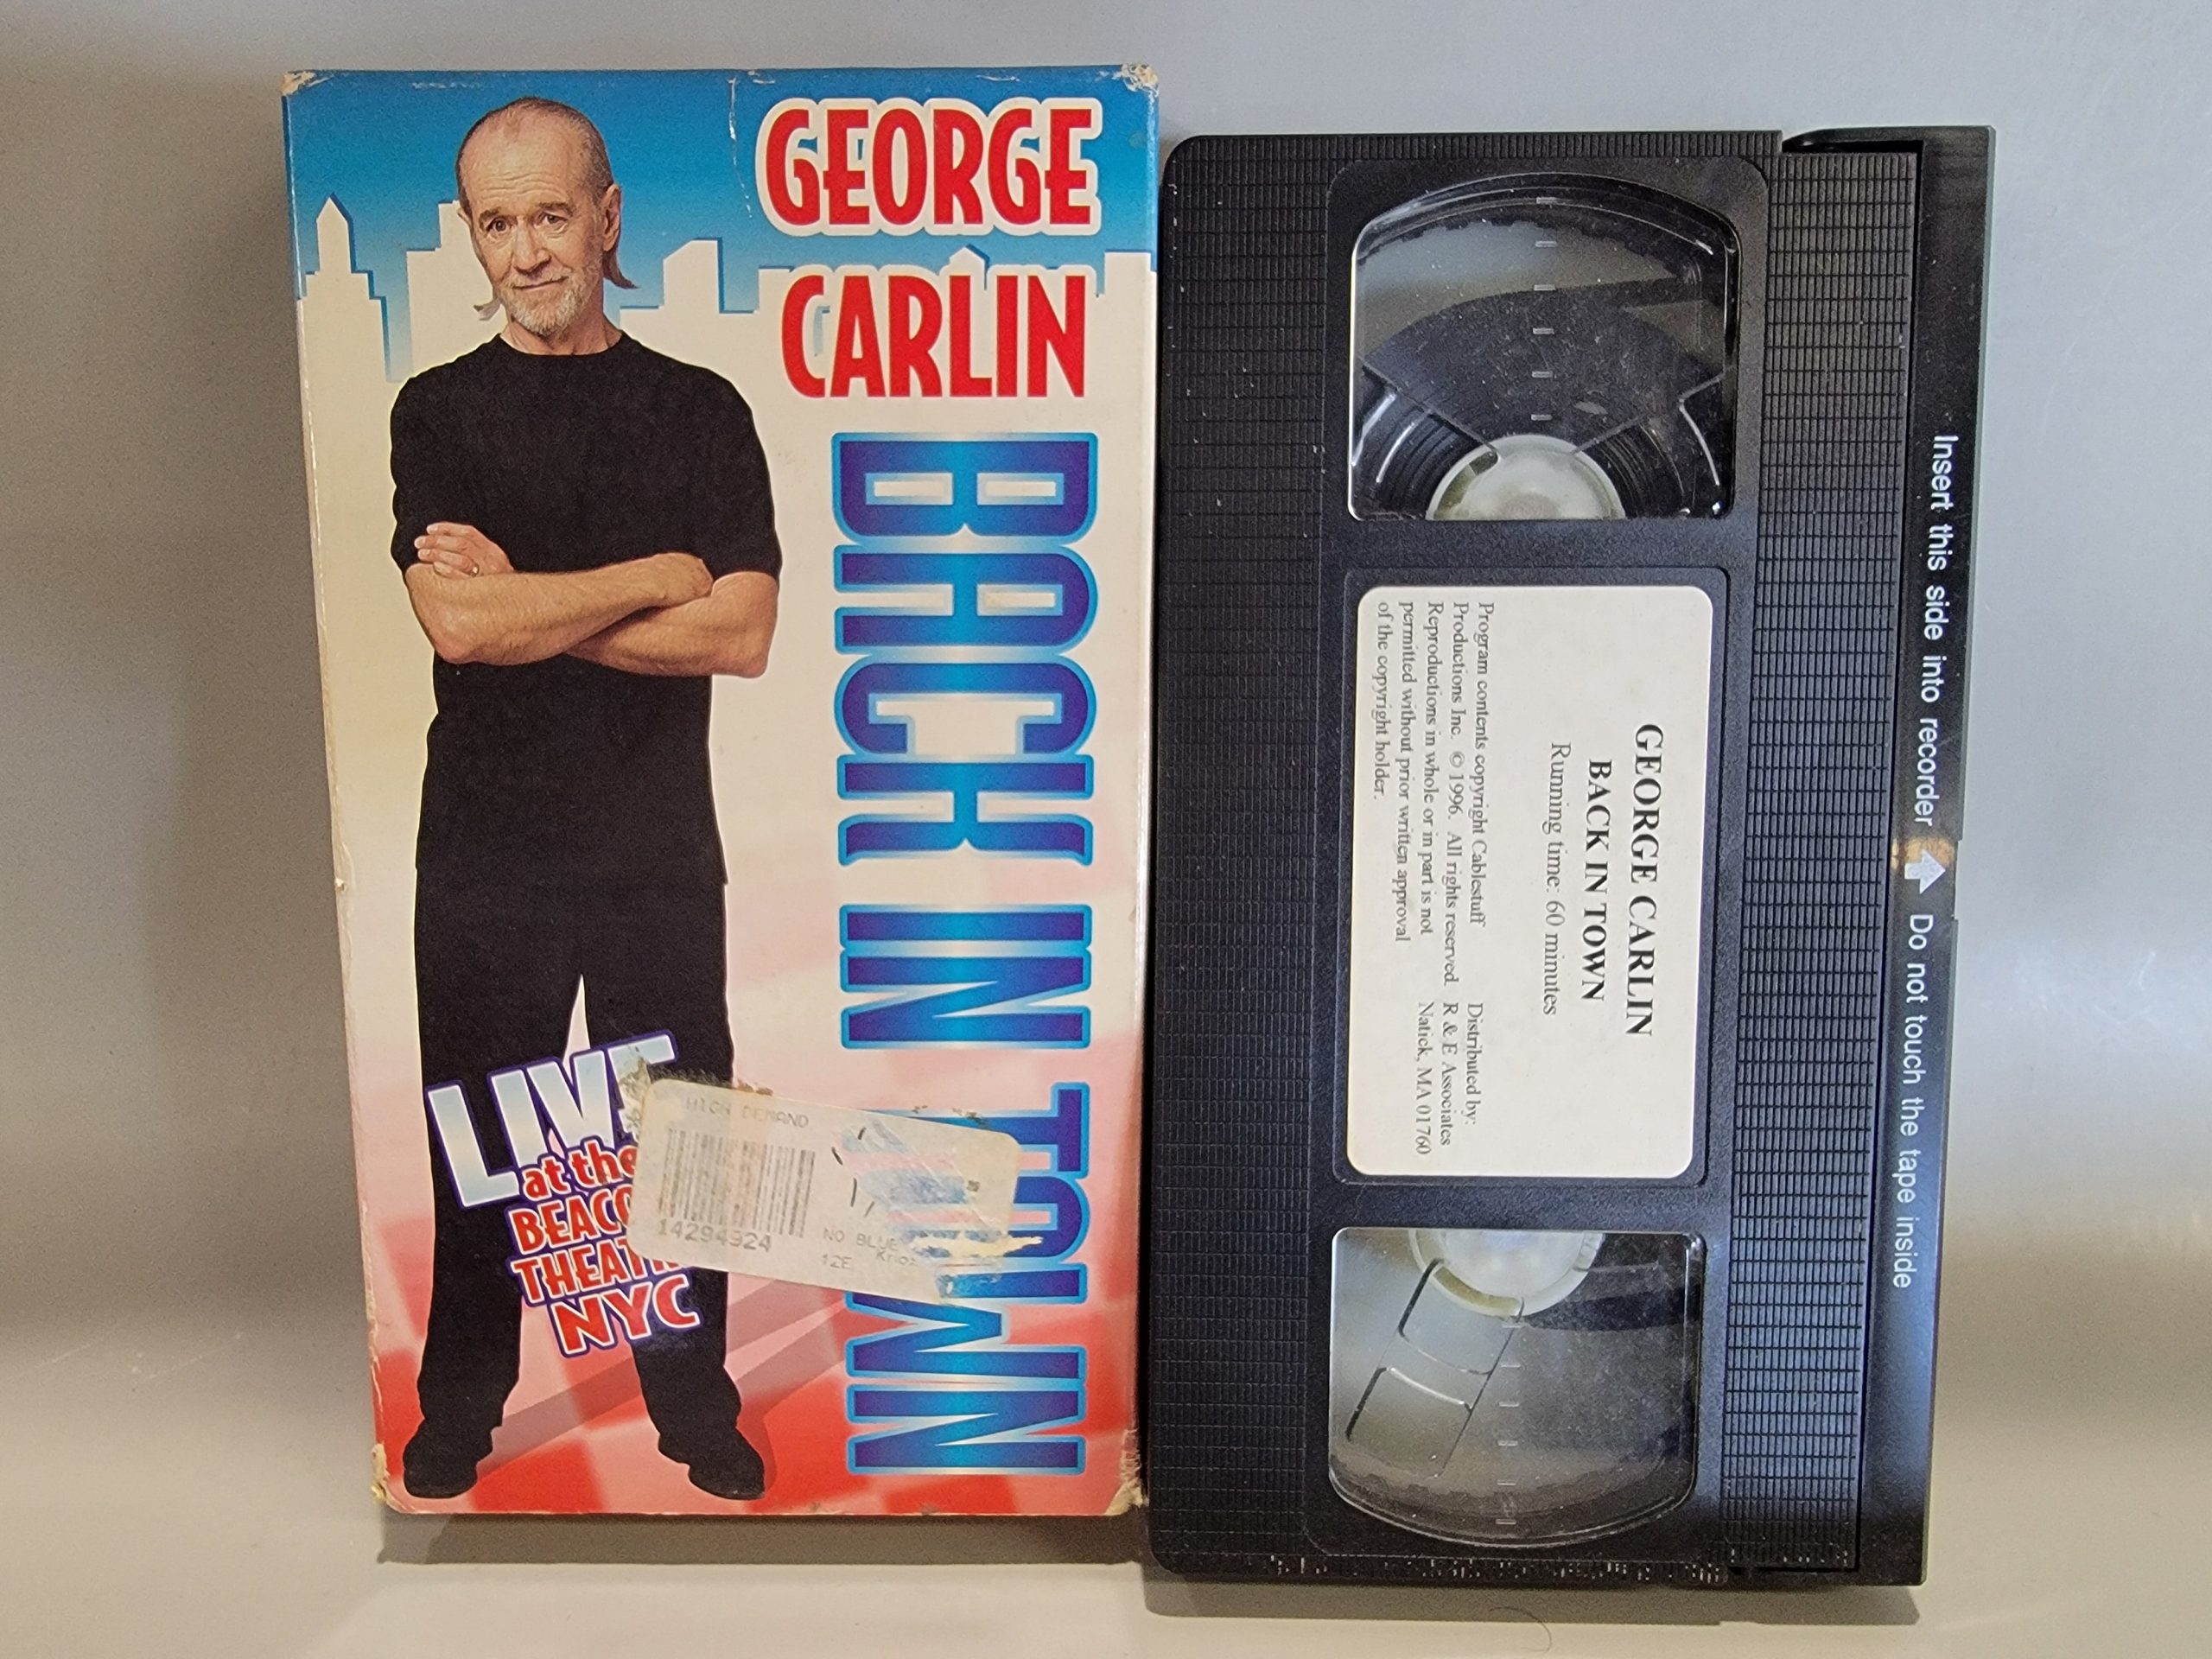 GEORGE
CARLIN
BACK IN TOWN
LIVE
at the
BEACO
THEAT
NYC
HIGH DEMAND
14294924
NO BLUE
12E
GEORGE CARLIN
BACK IN TOWN
Running time: 60 minutes
Program contents copyright Cablestuff
Productions Inc. © 1996. All rights reserved.
Reproductions in whole or in part is not
permitted without prior written approval
of the copyright holder.
Distributed by:
R & E Associates
Natick, MA 01760
Insert this side into recorder Do not touch the tape inside